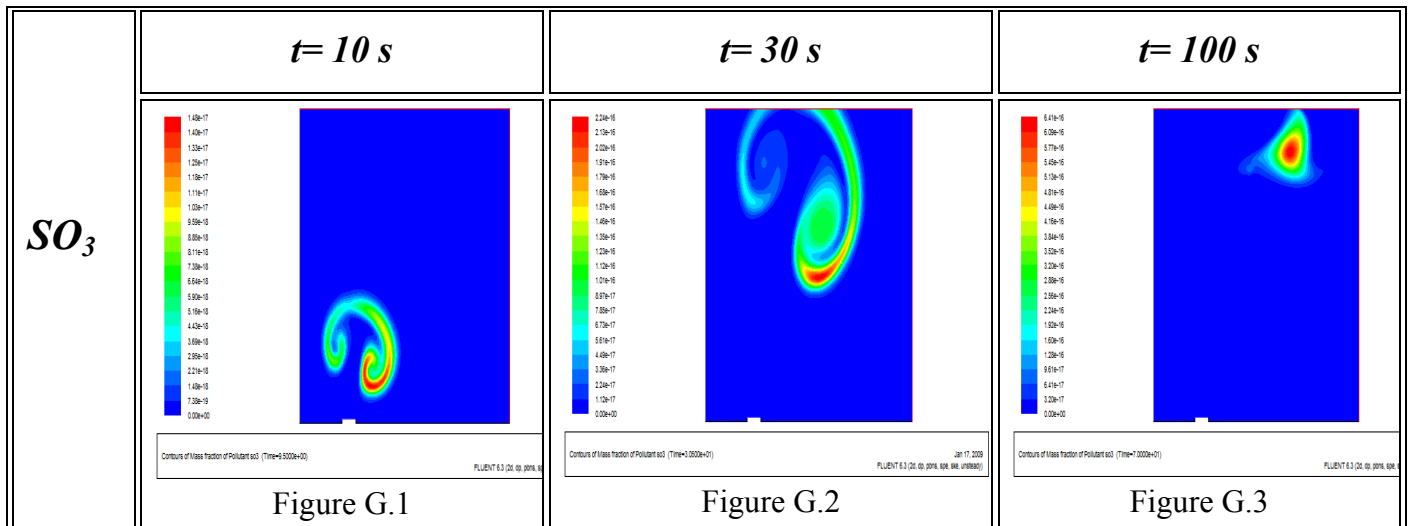 t= 10 s
t= 30 s
t= 100 s
SO3
1.48e-17
1.40e-17
1.33e-17
1.25e-17
1.18e-17
1.11e-17
1.03e-17
9.59e-18
8.85e-18
8.11e-18
7.38e-18
6.64e-18
5.90e-18
5.16e-18
4.43e-18
3.69e-18
2.95e-18
2.21e-18
1.48e-18
7.38e-19
0.00e+00
Contours of Mass fraction of Pollutant so3 (Time=9.5000e+00)
FLUENT 6.3 (2d, dp, pbns, sp
Figure G.1
2.24e-16
2.13e-16
2.02e-16
1.91e-16
1.79e-16
1.68e-16
1.57e-16
1.46e-16
1.35e-16
1.23e-16
1.12e-16
1.01e-16
8.97e-17
7.85e-17
6.73e-17
5.61e-17
4.49e-17
3.36e-17
2.24e-17
1.12e-17
0.00e+00
Contours of Mass fraction of Pollutant so3 (Time=3.0500e+01)
Jan 17, 2009
FLUENT 6.3 (2d, dp, pbns, spe, ske, unsteady)
Figure G.2
6.41e-16
6.09e-16
5.77e-16
5.45e-16
5.13e-16
4.81e-16
4.49e-16
4.16e-16
3.84e-16
3.52e-16
3.20e-16
2.88e-16
2.56e-16
2.24e-16
1.92e-16
1.60e-16
1.28e-16
9.61e-17
6.41e-17
3.20e-17
0.00e+00
Contours of Mass fraction of Pollutant so3 (Time=7.0000e+01)
FLUENT 6.3 (2d, dp, pbns, spe, s
Figure G.3